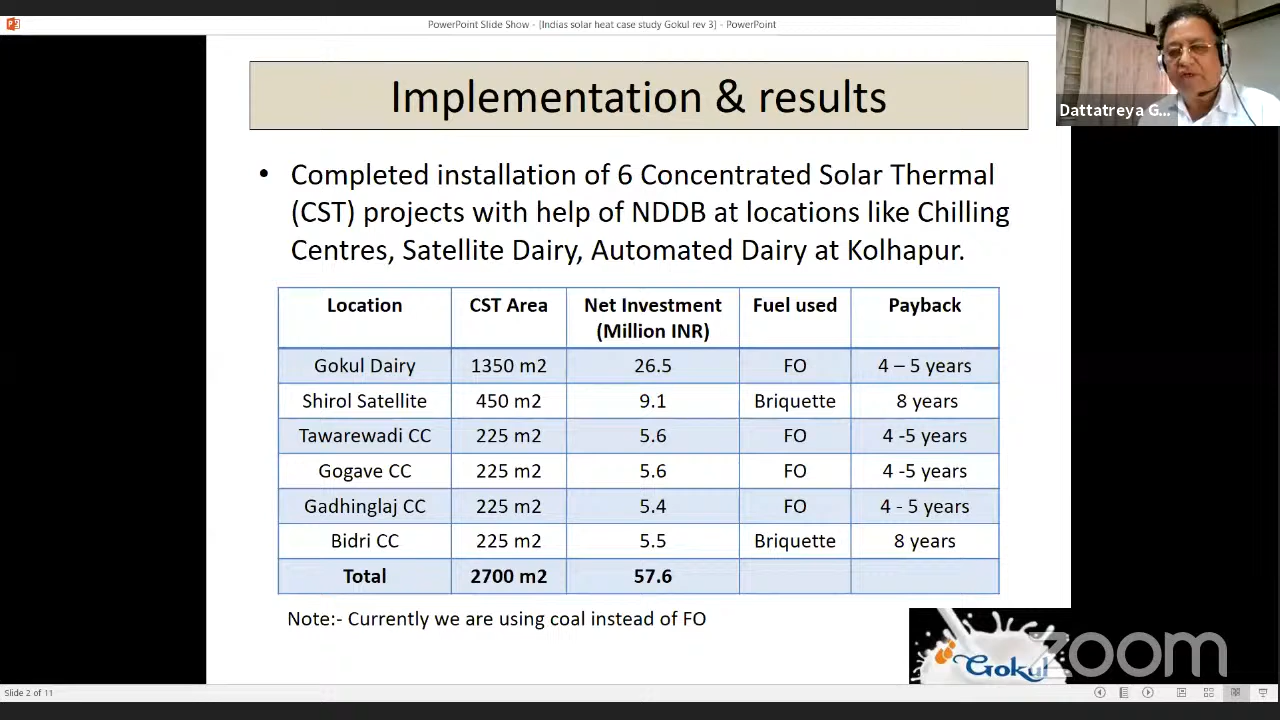 PowerPoint Slide Show - [Indias solar heat case study Gokul rev 3] - PowerPoint
Dattatreya G...
Implementation & results
• Completed installation of 6 Concentrated Solar Thermal
(CST) projects with help of NDDB at locations like Chilling
Centres, Satellite Dairy, Automated Dairy at Kolhapur.
Location CST Area Net Investment (Million INR) Fuel used Payback
Gokul Dairy 1350 m2 26.5 FO 4 – 5 years
Shirol Satellite 450 m2 9.1 Briquette 8 years
Tawarewadi CC 225 m2 5.6 FO 4 -5 years
Gogave CC 225 m2 5.6 FO 4 -5 years
Gadhinglaj CC 225 m2 5.4 FO 4 - 5 years
Bidri CC 225 m2 5.5 Briquette 8 years
Total 2700 m2 57.6
Note:- Currently we are using coal instead of FO
Gokul
zoom
Slide 2 of 11